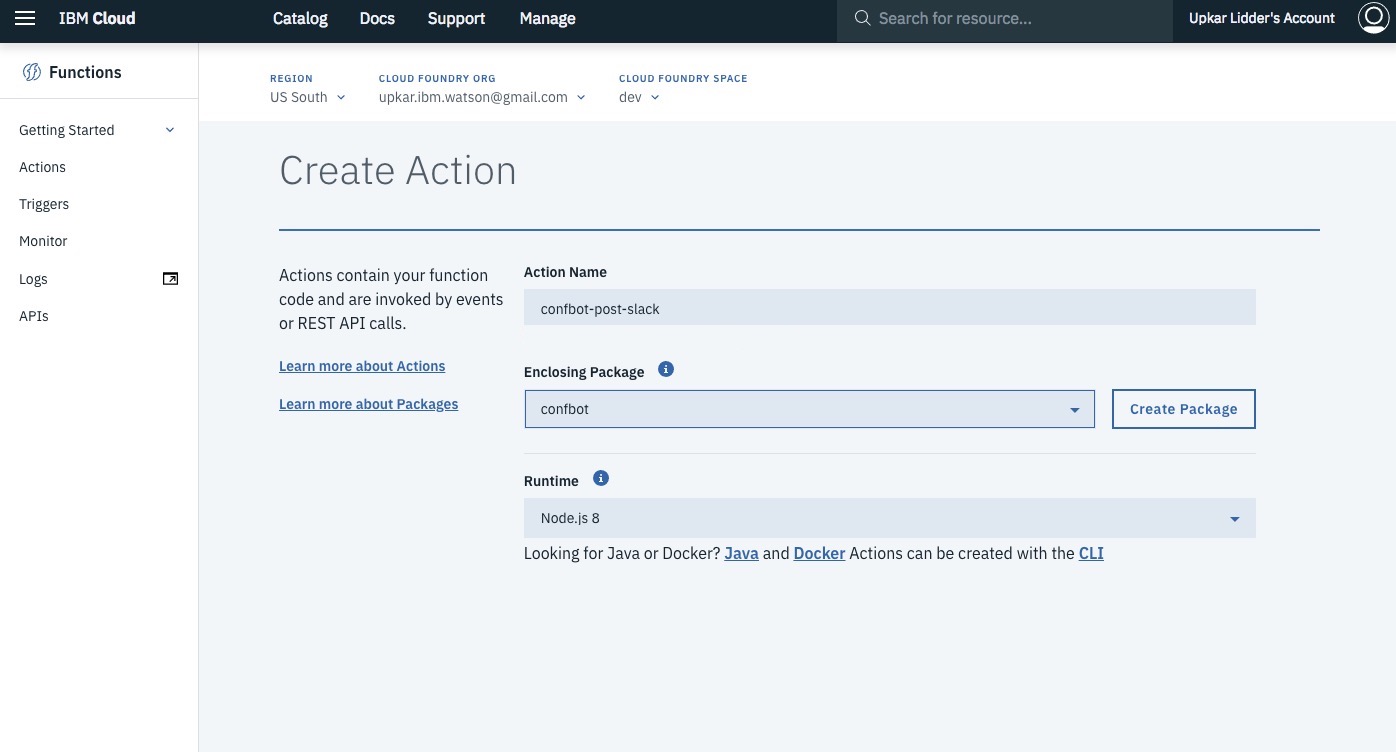 IBM Cloud
Catalog
Docs
Support
Manage
Search for resource...
Upkar Lidder's Account
Functions
Getting Started
Actions
Triggers
Monitor
Logs
APIs
REGION
US South
CLOUD FOUNDRY ORG
upkar.ibm.watson@gmail.com
CLOUD FOUNDRY SPACE
dev
Create Action
Actions contain your function
code and are invoked by events
or REST API calls.
Learn more about Actions
Learn more about Packages
Action Name
confbot-post-slack
Enclosing Package
confbot
Create Package
Runtime
Node.js 8
Looking for Java or Docker? Java and Docker Actions can be created with the CLI